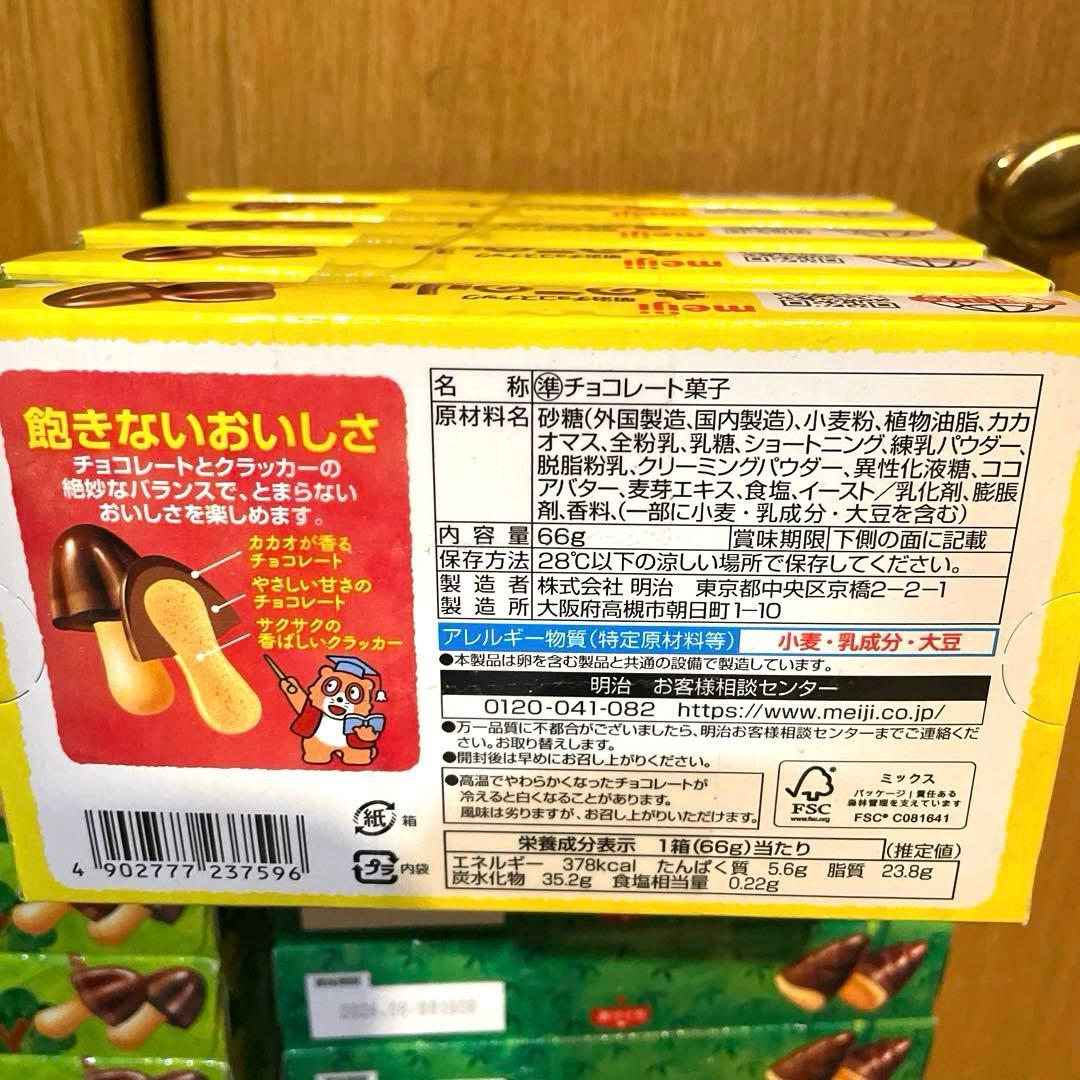 meiji
meiji
meiji
meiji
きのこの山
明治チョコスナック
飽きないおいしさ
チョコレートとクラッカーの
絶妙なバランスで、とまらない
おいしさを楽しめます。
カカオが香る
チョコレート
やさしい甘さの
チョコレート
サクサクの
香ばしいクラッカー
4 902777 237596
紙 箱
プラ 内袋
名 称 準チョコレート菓子
原材料名 砂糖(外国製造、国内製造)、小麦粉、植物油脂、カカ
オマス、全粉乳、乳糖、ショートニング、練乳パウダー、
脱脂粉乳、クリーミングパウダー、異性化液糖、ココ
アバター、麦芽エキス、食塩、イースト/乳化剤、膨脹
剤、香料、(一部に小麦・乳成分・大豆を含む)
内容量 66g 賞味期限 下側の面に記載
保存方法 28℃以下の涼しい場所で保存してください。
製造者 株式会社 明治 東京都中央区京橋2-2-1
製造所 大阪府高槻市朝日町1-10
アレルギー物質(特定原材料等) 小麦・乳成分・大豆
●本製品は卵を含む製品と共通の設備で製造しています。
明治 お客様相談センター
0120-041-082 https://www.meiji.co.jp/
●万一品質に不都合がございましたら、明治お客様相談センターまでご連絡くだ
さい。お取り替えします。
●開封後は早めにお召し上がりください。
●高温でやわらかくなったチョコレートが
冷えると白くなることがあります。
風味は劣りますが、お召し上がりいただけます。
FSC
www.fsc.org
ミックス
パッケージ|責任ある
森林管理を支えています
FSC® C081641
栄養成分表示 1箱(66g)当たり (推定値)
エネルギー 378kcal たんぱく質 5.6g 脂質 23.8g
炭水化物 35.2g 食塩相当量 0.22g